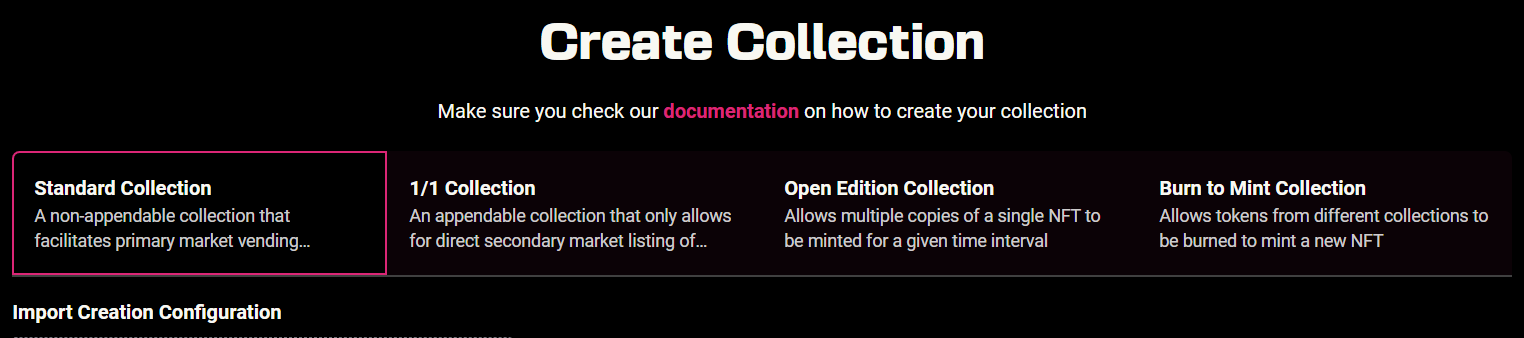 Create Collection
Make sure you check our documentation on how to create your collection
Standard Collection
A non-appendable collection that
facilitates primary market vending...
1/1 Collection
An appendable collection that only allows
for direct secondary market listing of...
Open Edition Collection
Allows multiple copies of a single NFT to
be minted for a given time interval
Burn to Mint Collection
Allows tokens from different collections to
be burned to mint a new NFT
Import Creation Configuration